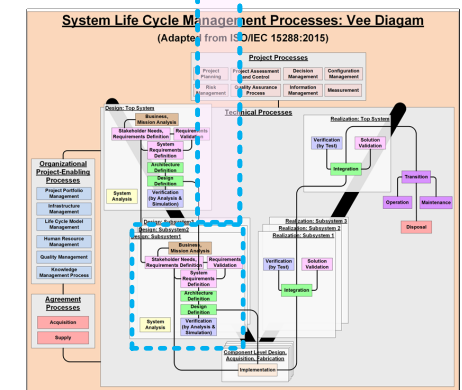 System Life Cycle Management Processes: Vee Diagam
(Adapted from ISO/IEC 15288:2015)
Project Processes
Project Planning
Project Assessment and Control
Decision Management
Configuration Management
Risk Management
Quality Assurance Process
Information Management
Measurement
Technical Processes
Design: Top System
Business, Mission Analysis
Stakeholder Needs, Requirements Definition
Requirements Validation
System Requirements Definition
Architecture Definition
Design Definition
System Analysis
Verification (by Analysis & Simulation)
Realization: Top System
Verification (by Test)
Solution Validation
Integration
Transition
Operation
Maintenance
Disposal
Organizational Project-Enabling Processes
Project Portfolio Management
Infrastructure Management
Life Cycle Model Management
Human Resource Management
Quality Management
Knowledge Management Process
Agreement Processes
Acquisition
Supply
Design: Subsystem3
Design: Subsystem2
Design: Subsystem1
Business, Mission Analysis
Stakeholder Needs, Requirements Definition
Requirements Validation
System Requirements Definition
Architecture Definition
Design Definition
System Analysis
Verification (by Analysis & Simulation)
Realization: Subsystem 3
Realization: Subsystem 2
Realization: Subsystem 1
Verification (by Test)
Solution Validation
Integration
Component Level Design, Acquisition, Fabrication
Implementation